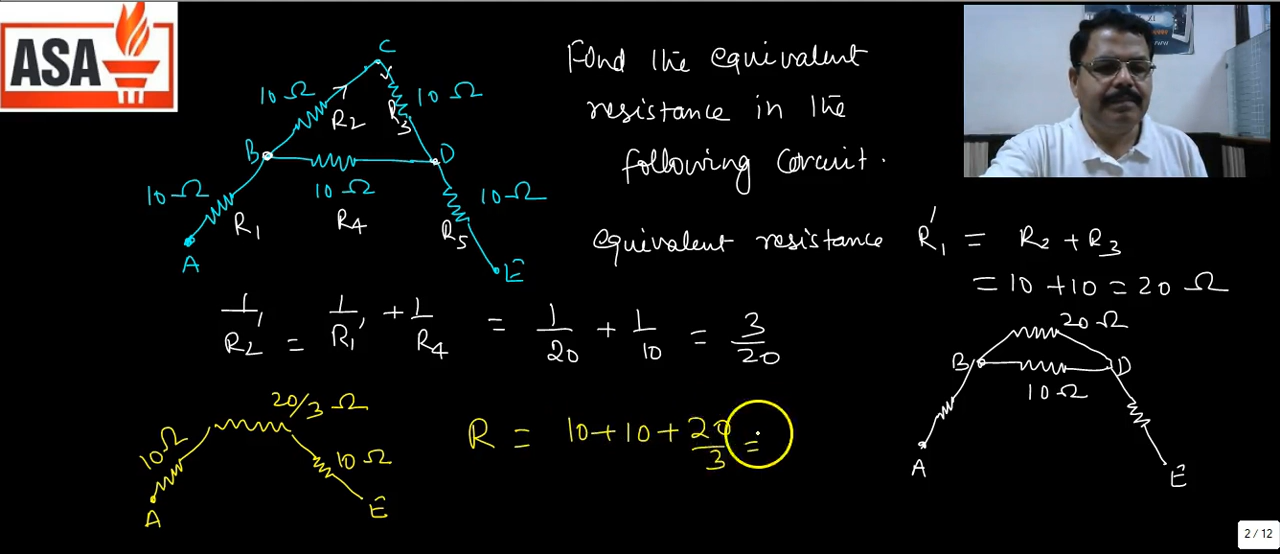 ASA
C
10 Ω
R2
R3
10 Ω
B
D
10 Ω
10 Ω
10 Ω
R1
R4
R5
A
E
Find the equivalent
resistance in the
following Circuit.
equivalent resistance R1' = R2 + R3
= 10 + 10 = 20 Ω
1/R2' = 1/R1' + 1/R4 = 1/20 + 1/10 = 3/20
20 Ω
B
D
10 Ω
A
E
20/3 Ω
10 Ω
10 Ω
A
E
R = 10 + 10 + 20/3 =
2 / 12